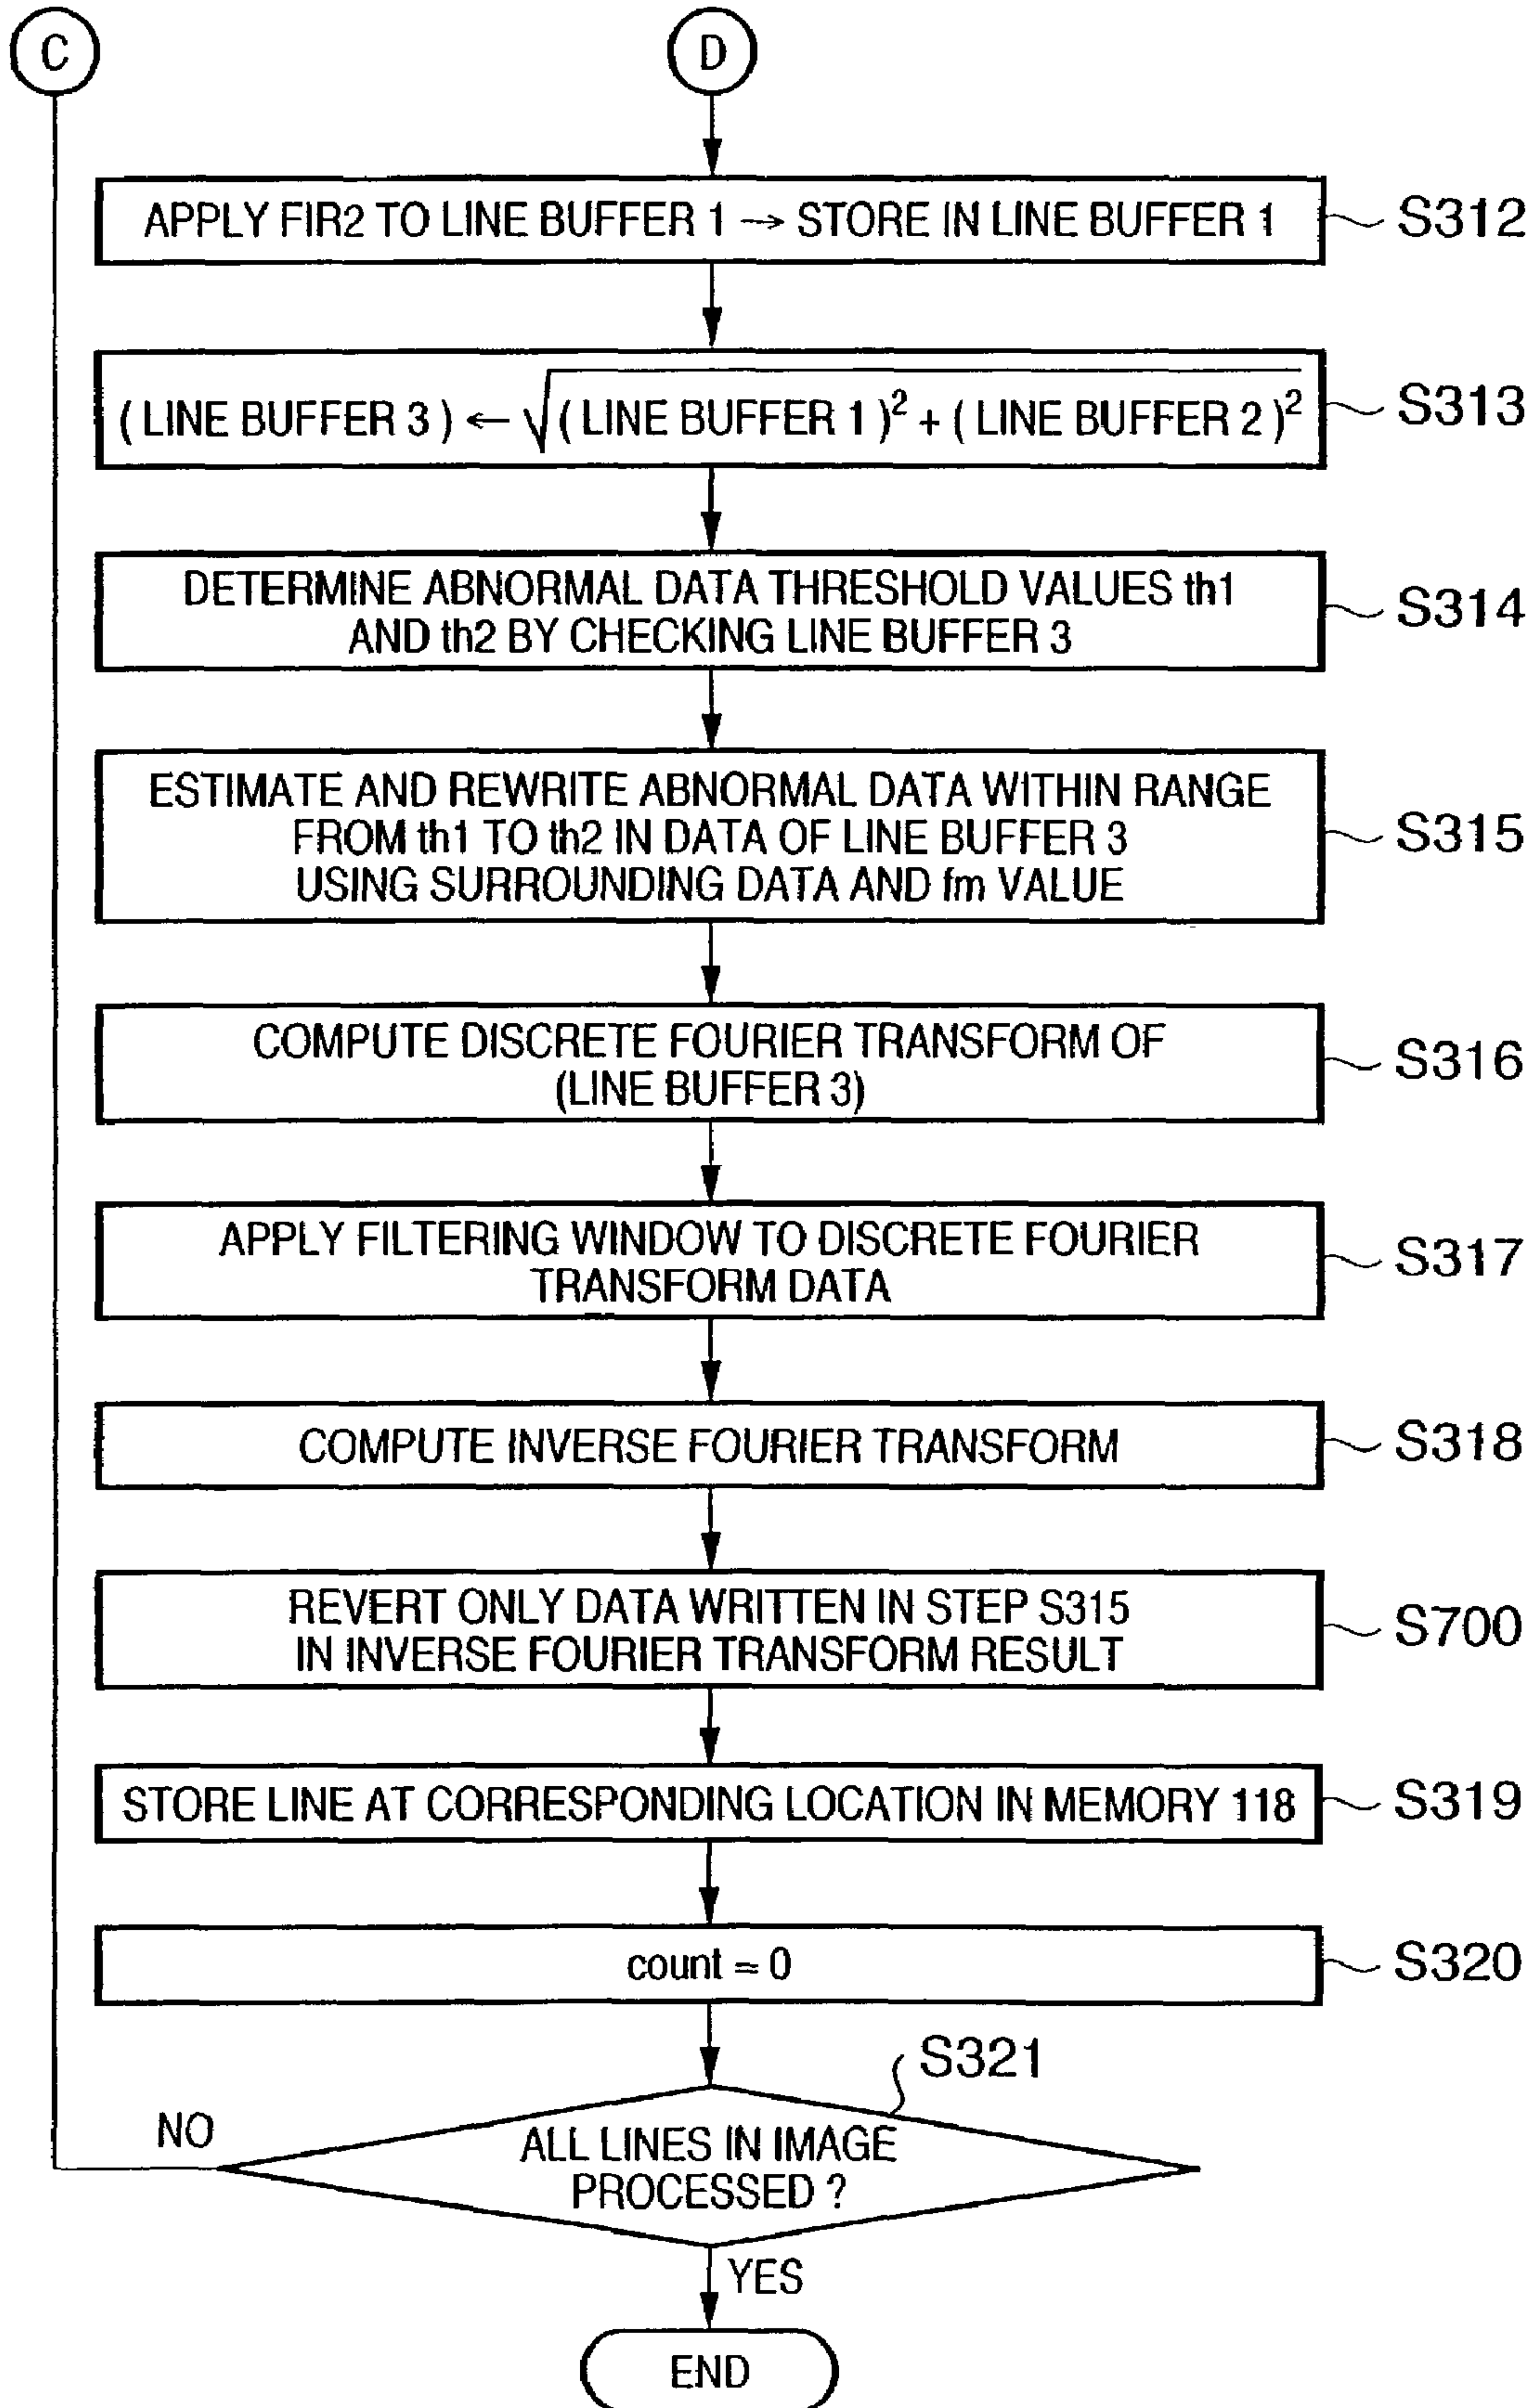 C
D
APPLY FIR2 TO LINE BUFFER 1 → STORE IN LINE BUFFER 1
S312
( LINE BUFFER 3 ) ← √( LINE BUFFER 1 )² + ( LINE BUFFER 2 )²
S313
DETERMINE ABNORMAL DATA THRESHOLD VALUES th1
AND th2 BY CHECKING LINE BUFFER 3
S314
ESTIMATE AND REWRITE ABNORMAL DATA WITHIN RANGE
FROM th1 TO th2 IN DATA OF LINE BUFFER 3
USING SURROUNDING DATA AND fm VALUE
S315
COMPUTE DISCRETE FOURIER TRANSFORM OF
(LINE BUFFER 3)
S316
APPLY FILTERING WINDOW TO DISCRETE FOURIER
TRANSFORM DATA
S317
COMPUTE INVERSE FOURIER TRANSFORM
S318
REVERT ONLY DATA WRITTEN IN STEP S315
IN INVERSE FOURIER TRANSFORM RESULT
S700
STORE LINE AT CORRESPONDING LOCATION IN MEMORY 118
S319
count = 0
S320
S321
NO
ALL LINES IN IMAGE
PROCESSED ?
YES
END